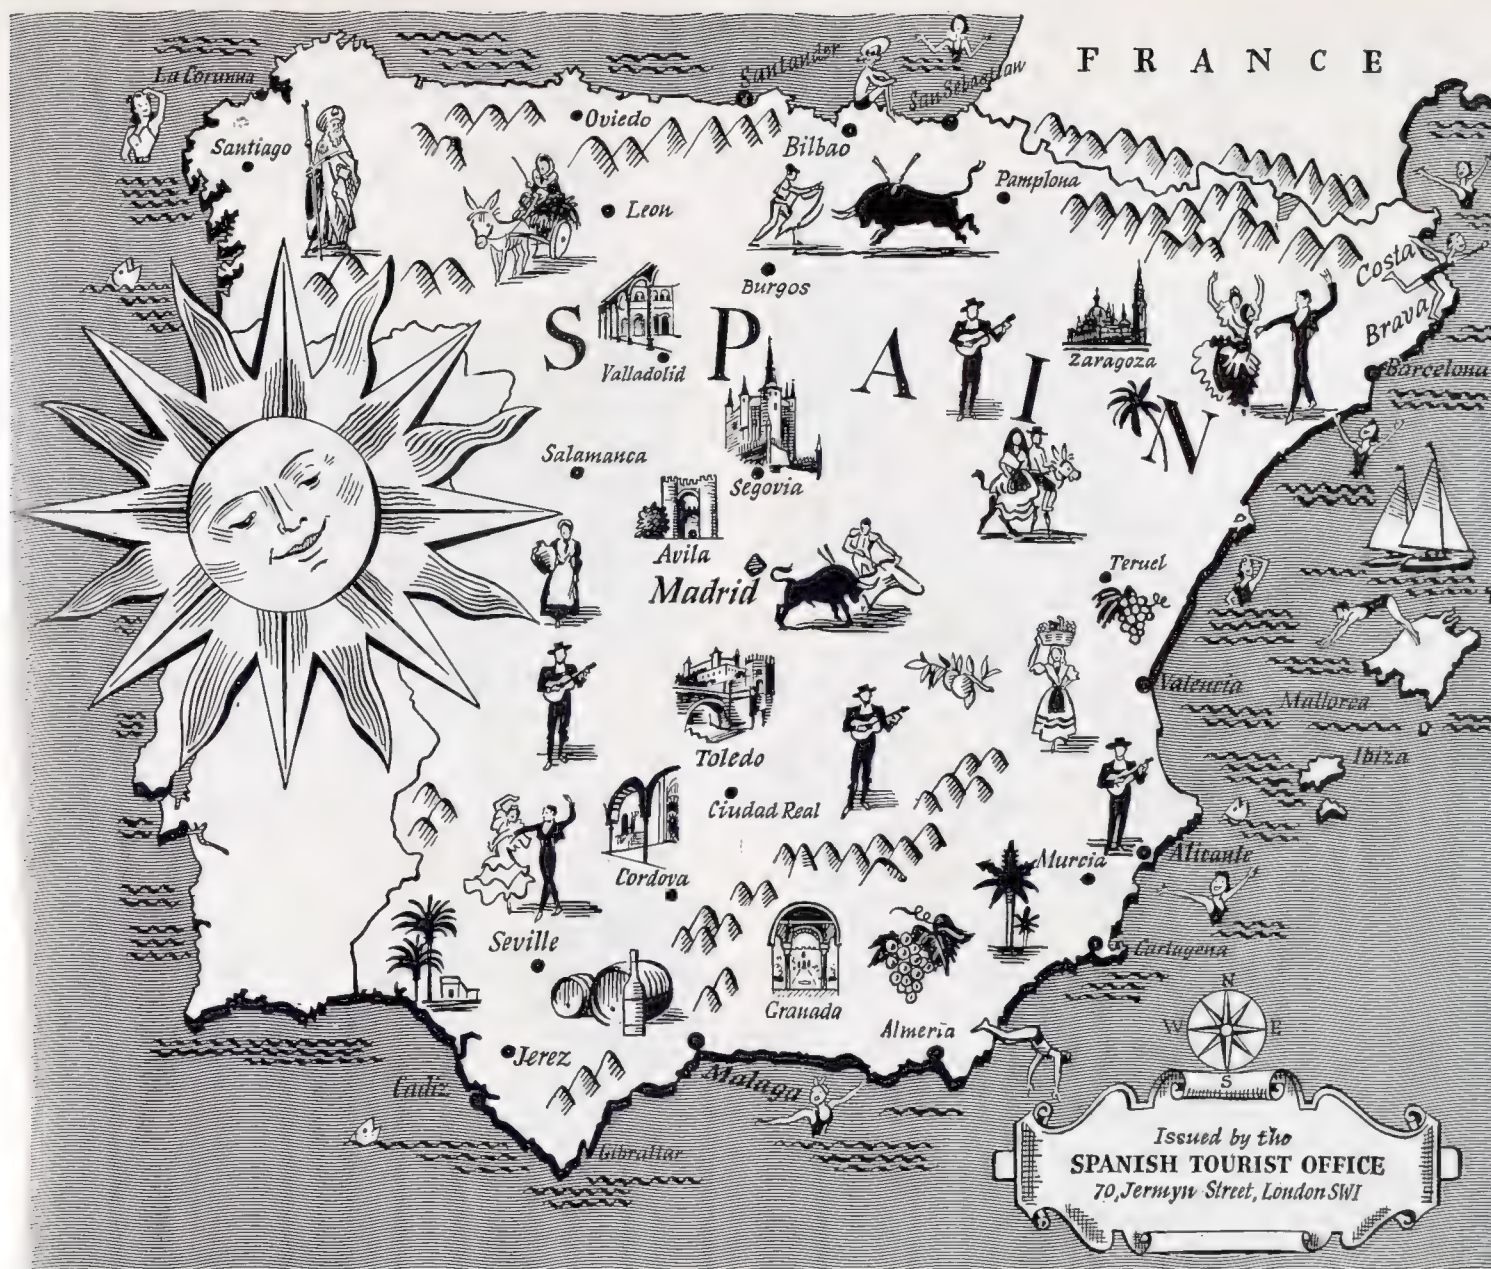 FRANCE
La Corunna
Santander
San Sebastian
Oviedo
Santiago
Bilbao
Pamplona
Leon
Costa
Brava
Burgos
SPAIN
Valladolid
Zaragoza
Barcelona
Salamanca
Segovia
Avila
Madrid
Teruel
Valencia
Mallorca
Ibiza
Toledo
Ciudad Real
Cordova
Murcia
Alicante
Seville
Cartagena
Granada
Almeria
Jerez
Cadiz
Malaga
Gibraltar
N
W E
S
Issued by the
SPANISH TOURIST OFFICE
70, Jermyn Street, London SW1